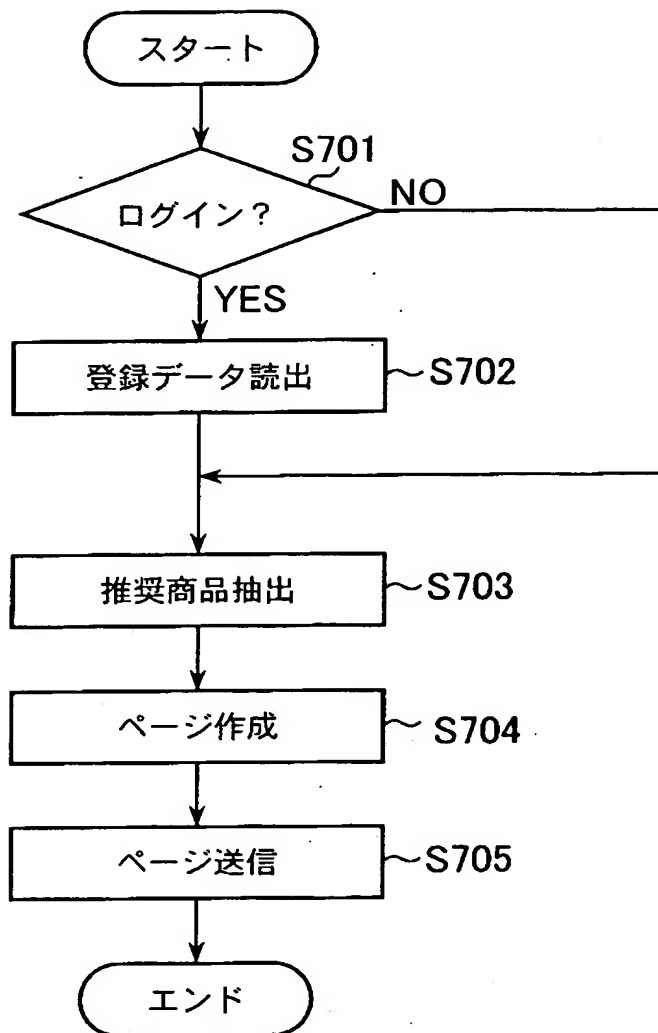 スタート
S701
ログイン?
NO
YES
登録データ読出
S702
推奨商品抽出
S703
ページ作成
S704
ページ送信
S705
エンド